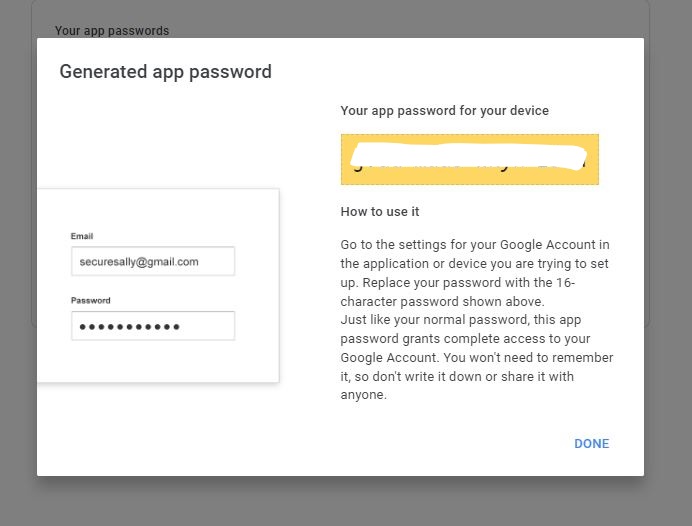 Your app passwords
Generated app password
Your app password for your device
How to use it
Go to the settings for your Google Account in
the application or device you are trying to set
up. Replace your password with the 16-
character password shown above.
Just like your normal password, this app
password grants complete access to your
Google Account. You won't need to remember
it, so don't write it down or share it with
anyone.
Email
securesally@gmail.com
Password
DONE